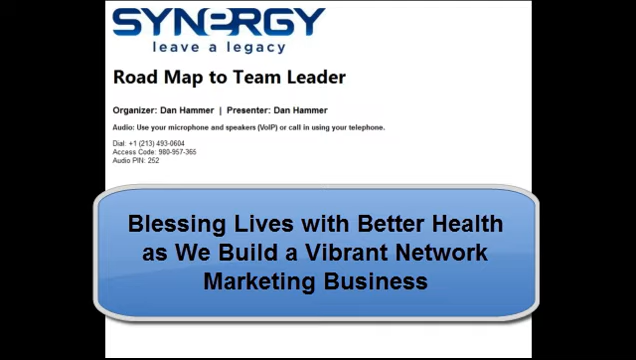 SYNERGY
leave a legacy
Road Map to Team Leader
Organizer: Dan Hammer | Presenter: Dan Hammer
Audio: Use your microphone and speakers (VoIP) or call in using your telephone.
Dial: +1 (213) 493-0604
Access Code: 980-957-365
Audio PIN: 252
Blessing Lives with Better Health
as We Build a Vibrant Network
Marketing Business